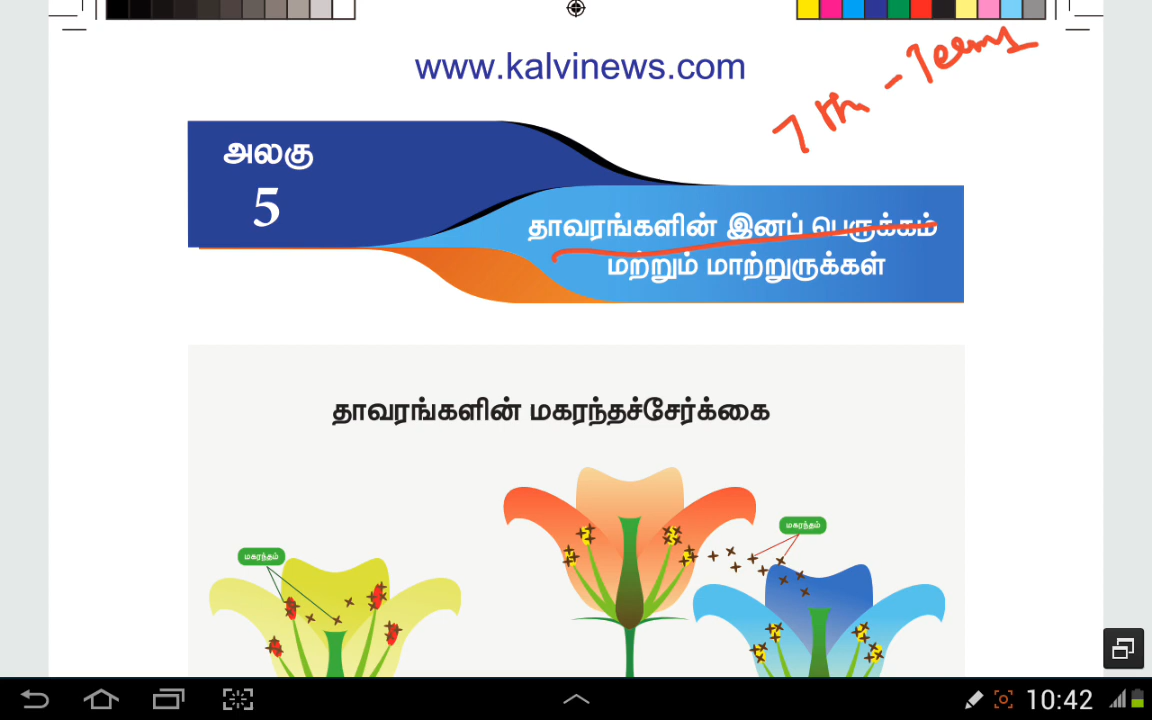 www.kalvinews.com
7th - Term 1
அலகு
5
தாவரங்களின் இனப் பெருக்கம்
மற்றும் மாற்றுருக்கள்
தாவரங்களின் மகரந்தச்சேர்க்கை
மகரந்தம்
மகரந்தம்
10:42